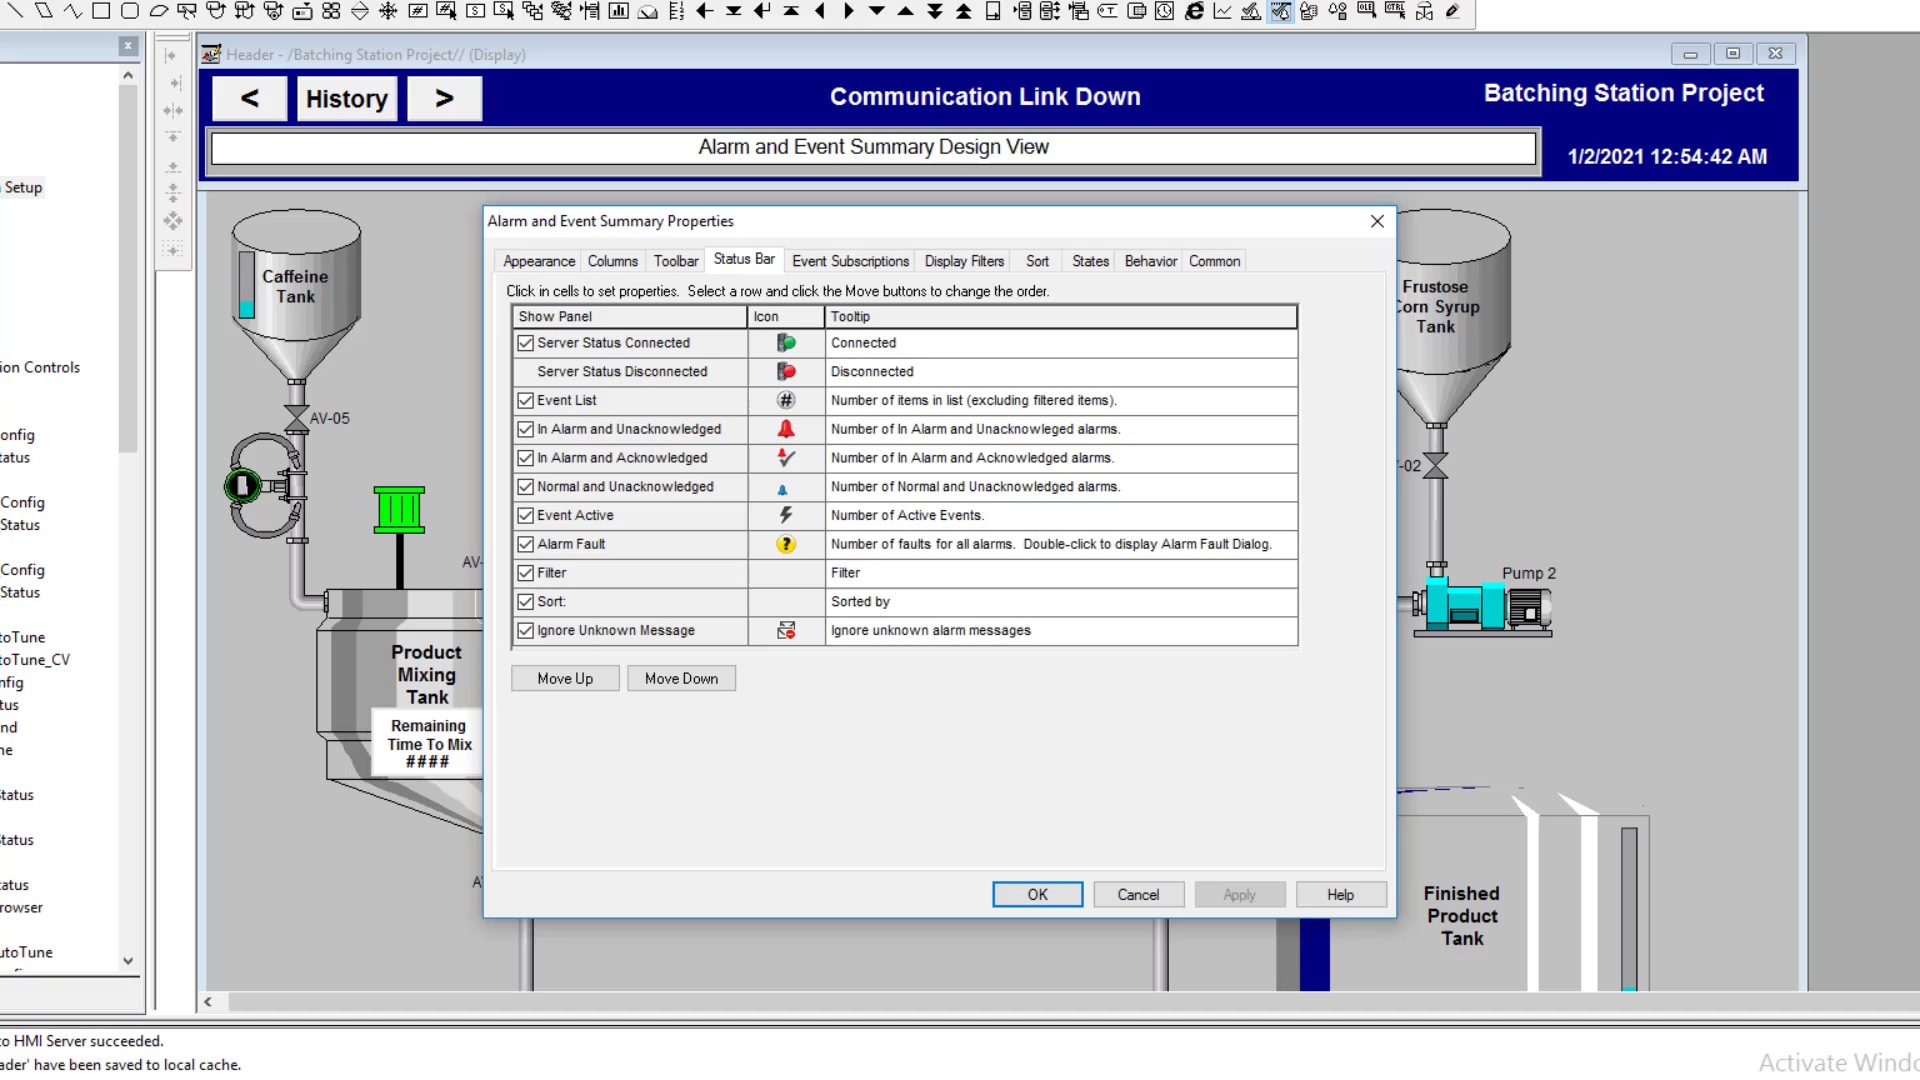 Header - /Batching Station Project// (Display)
<
History
>
Communication Link Down
Batching Station Project
Alarm and Event Summary Design View
1/2/2021 12:54:42 AM
Setup
ion Controls
onfig
tatus
_Config
Status
_Config
Status
toTune
toTune_CV
nfig
tus
nd
ne
Status
Status
tatus
rowser
utoTune
Caffeine
Tank
AV-05
AV-
Product
Mixing
Tank
Remaining
Time To Mix
####
Alarm and Event Summary Properties
Appearance
Columns
Toolbar
Status Bar
Event Subscriptions
Display Filters
Sort
States
Behavior
Common
Click in cells to set properties. Select a row and click the Move buttons to change the order.
Show Panel Icon Tooltip
Server Status Connected Connected
Server Status Disconnected Disconnected
Event List # Number of items in list (excluding filtered items).
In Alarm and Unacknowledged Number of In Alarm and Unacknowleged alarms.
In Alarm and Acknowledged Number of In Alarm and Acknowledged alarms.
Normal and Unacknowledged Number of Normal and Unacknowledged alarms.
Event Active Number of Active Events.
Alarm Fault ? Number of faults for all alarms. Double-click to display Alarm Fault Dialog.
Filter Filter
Sort: Sorted by
Ignore Unknown Message Ignore unknown alarm messages
Move Up
Move Down
OK
Cancel
Apply
Help
Frustose
Corn Syrup
Tank
-02
Pump 2
Finished
Product
Tank
to HMI Server succeeded.
ader' have been saved to local cache.
Activate Windo